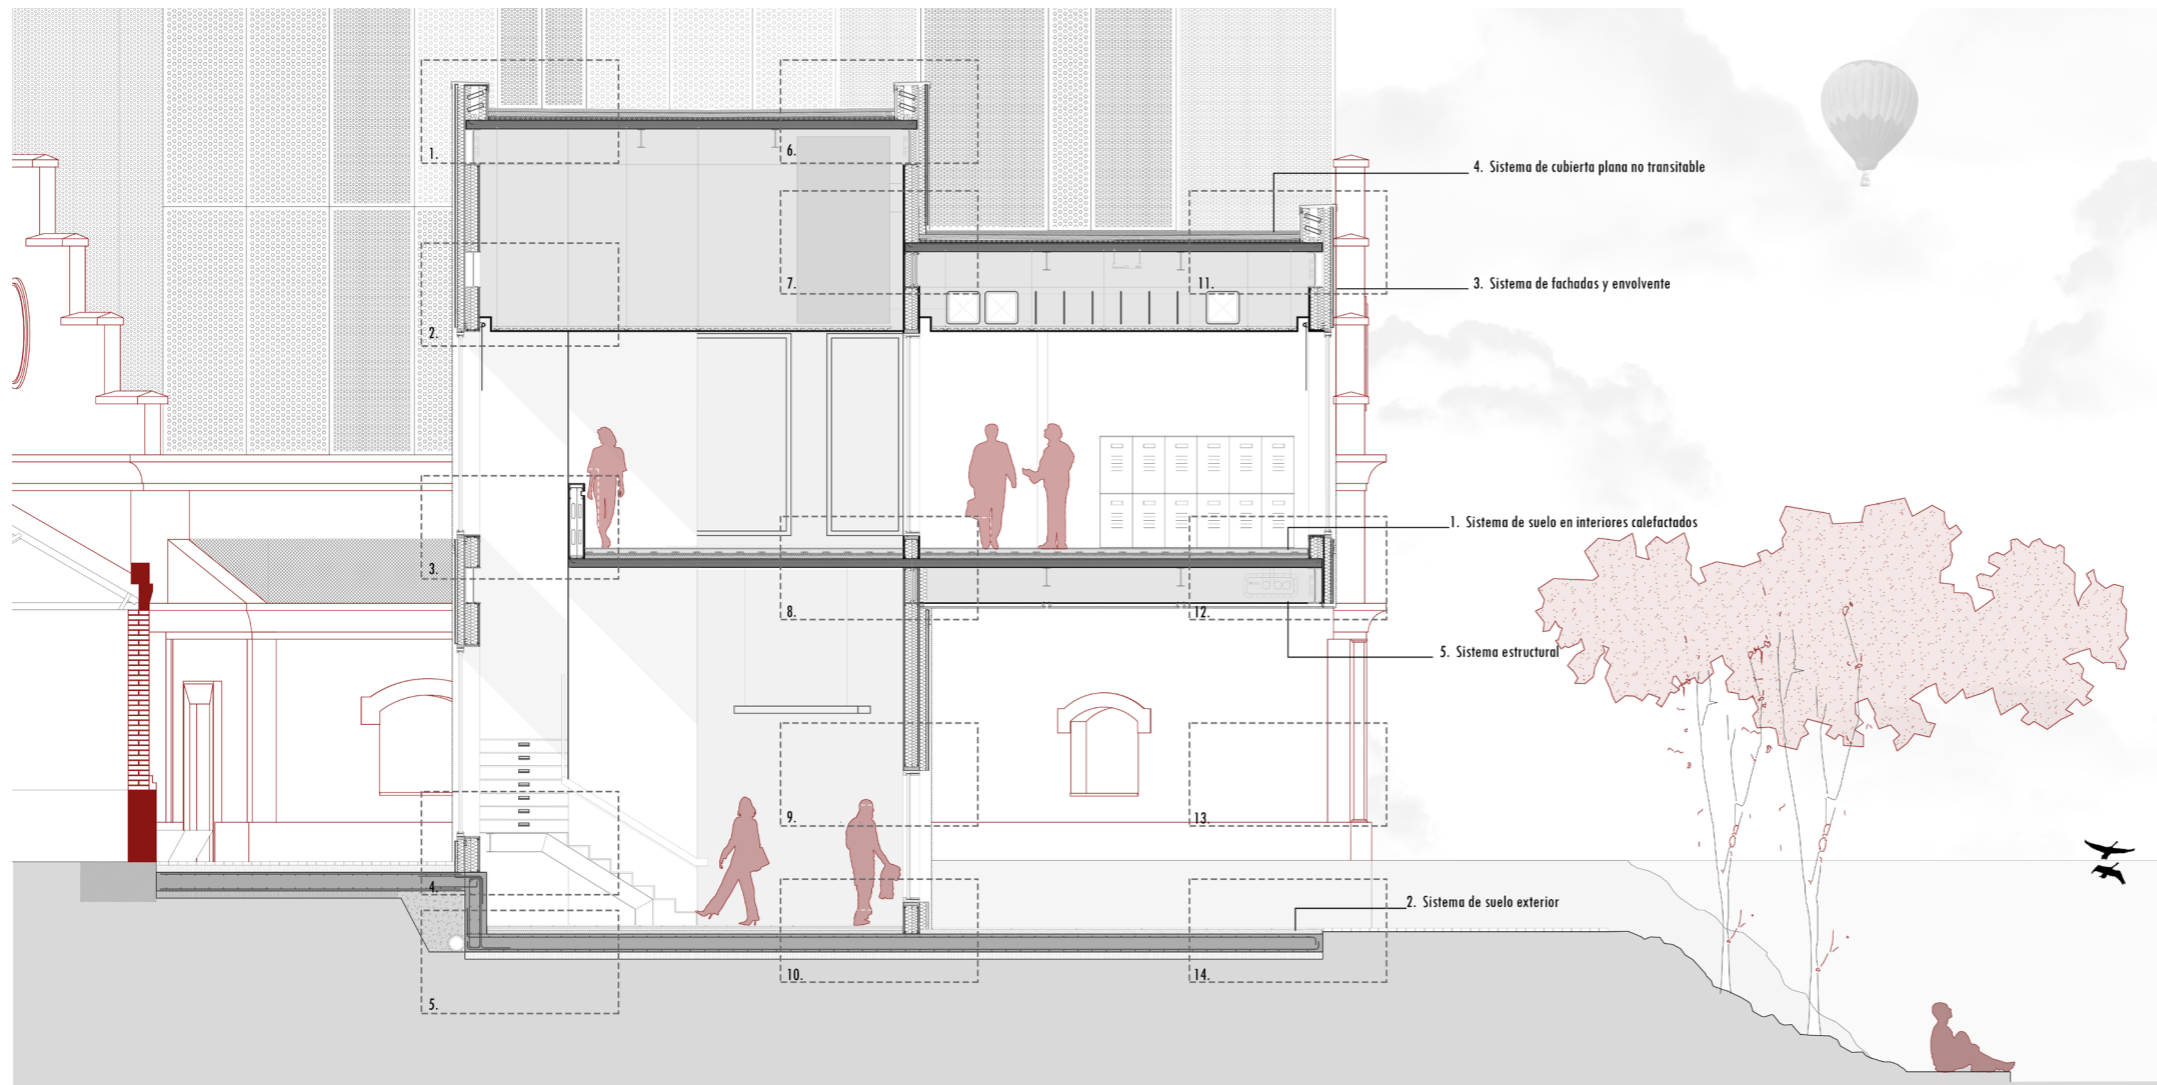 1.
6.
4. Sistema de cubierta plana no transitable
2.
7.
11.
3. Sistema de fachadas y envolvente
3.
8.
12.
1. Sistema de suelo en interiores calefactados
5. Sistema estructural
9.
13.
4.
2. Sistema de suelo exterior
5.
10.
14.